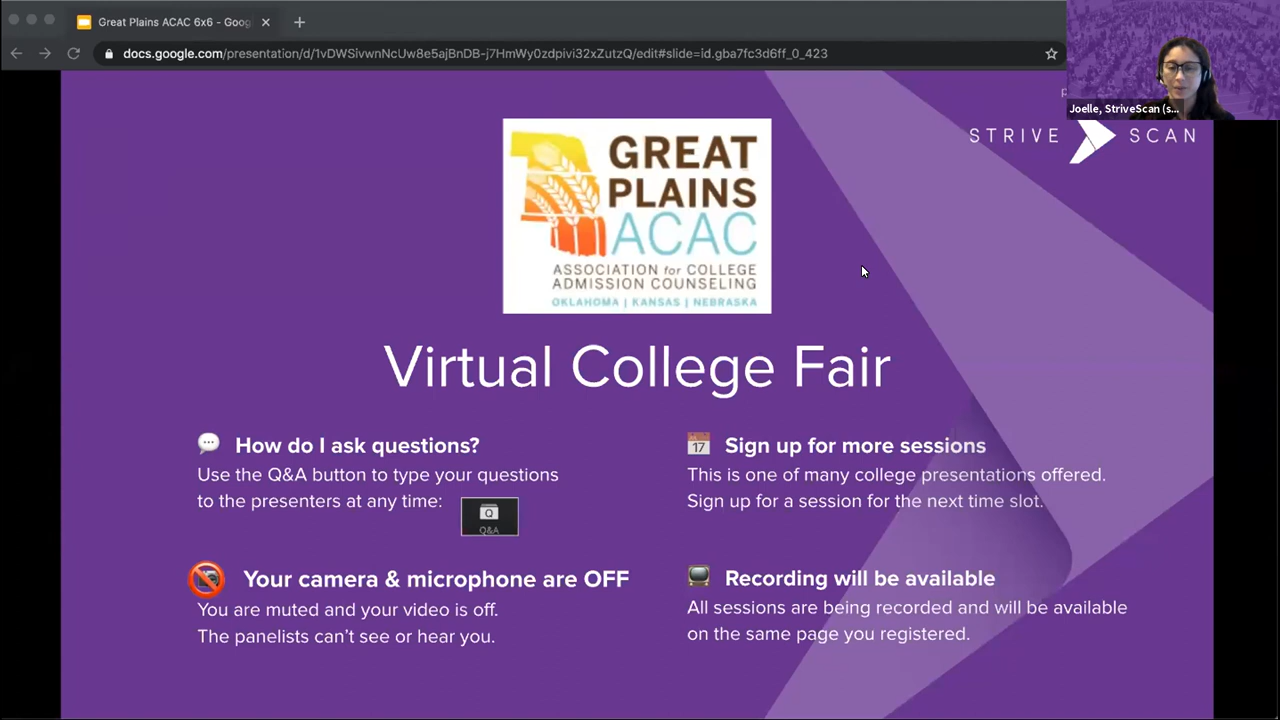 Great Plains ACAC 6x6 - Goog
docs.google.com/presentation/d/1vDWSivwnNcUw8e5ajBnDB-j7HmWy0zdpivi32xZutzQ/edit#slide=id.gba7fc3d6ff_0_423
Joelle, StriveScan (s...
STRIVE SCAN
GREAT
PLAINS
ACAC
ASSOCIATION for COLLEGE
ADMISSION COUNSELING
OKLAHOMA | KANSAS | NEBRASKA
Virtual College Fair
How do I ask questions?
Use the Q&A button to type your questions
to the presenters at any time:
Q
Q&A
Your camera & microphone are OFF
You are muted and your video is off.
The panelists can't see or hear you.
17
Sign up for more sessions
This is one of many college presentations offered.
Sign up for a session for the next time slot.
Recording will be available
All sessions are being recorded and will be available
on the same page you registered.